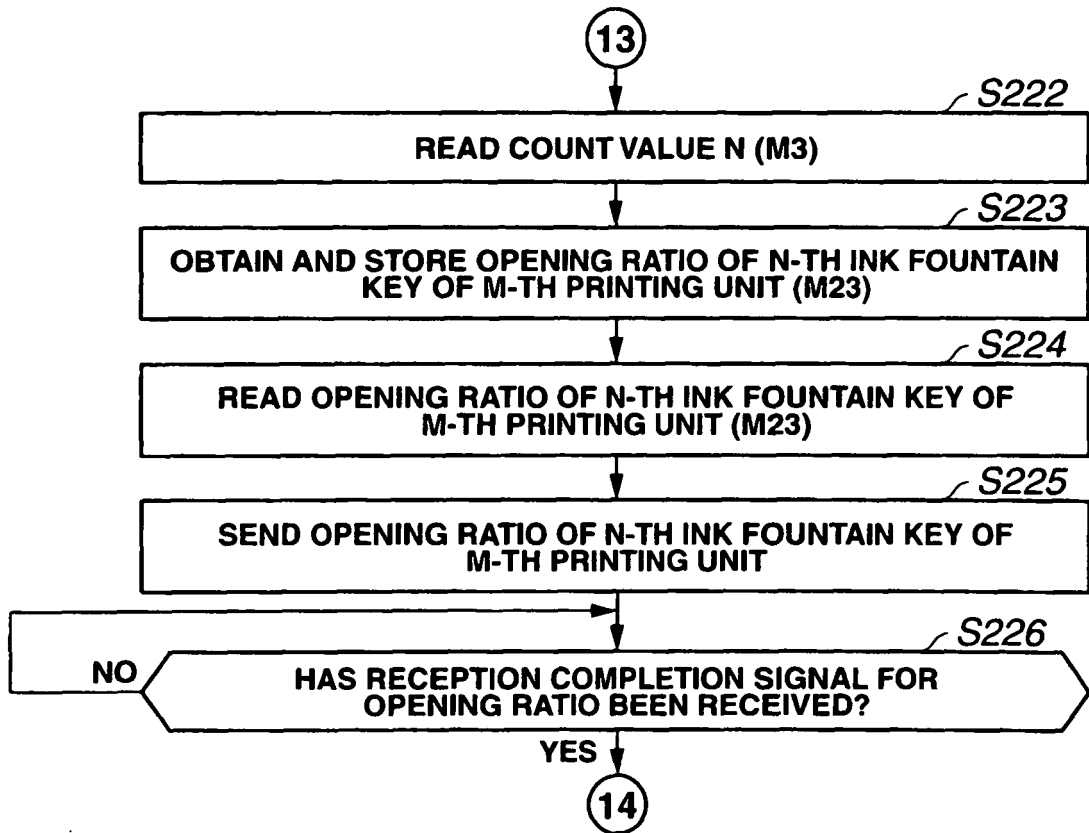 13
S222
READ COUNT VALUE N (M3)
S223
OBTAIN AND STORE OPENING RATIO OF N-TH INK FOUNTAIN
KEY OF M-TH PRINTING UNIT (M23)
S224
READ OPENING RATIO OF N-TH INK FOUNTAIN KEY OF
M-TH PRINTING UNIT (M23)
S225
SEND OPENING RATIO OF N-TH INK FOUNTAIN KEY OF
M-TH PRINTING UNIT
S226
NO
HAS RECEPTION COMPLETION SIGNAL FOR
OPENING RATIO BEEN RECEIVED?
YES
14